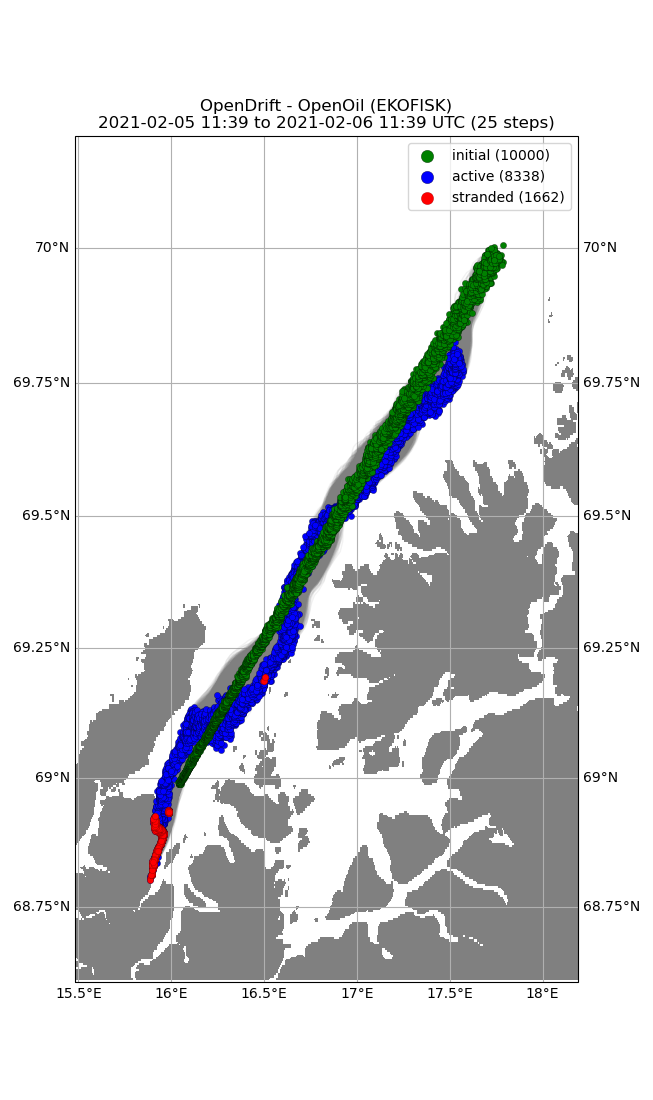 OpenDrift - OpenOil (EKOFISK)
2021-02-05 11:39 to 2021-02-06 11:39 UTC (25 steps)
initial (10000)
active (8338)
stranded (1662)
70°N 70°N
69.75°N 69.75°N
69.5°N 69.5°N
69.25°N 69.25°N
69°N 69°N
68.75°N 68.75°N
15.5°E 16°E 16.5°E 17°E 17.5°E 18°E